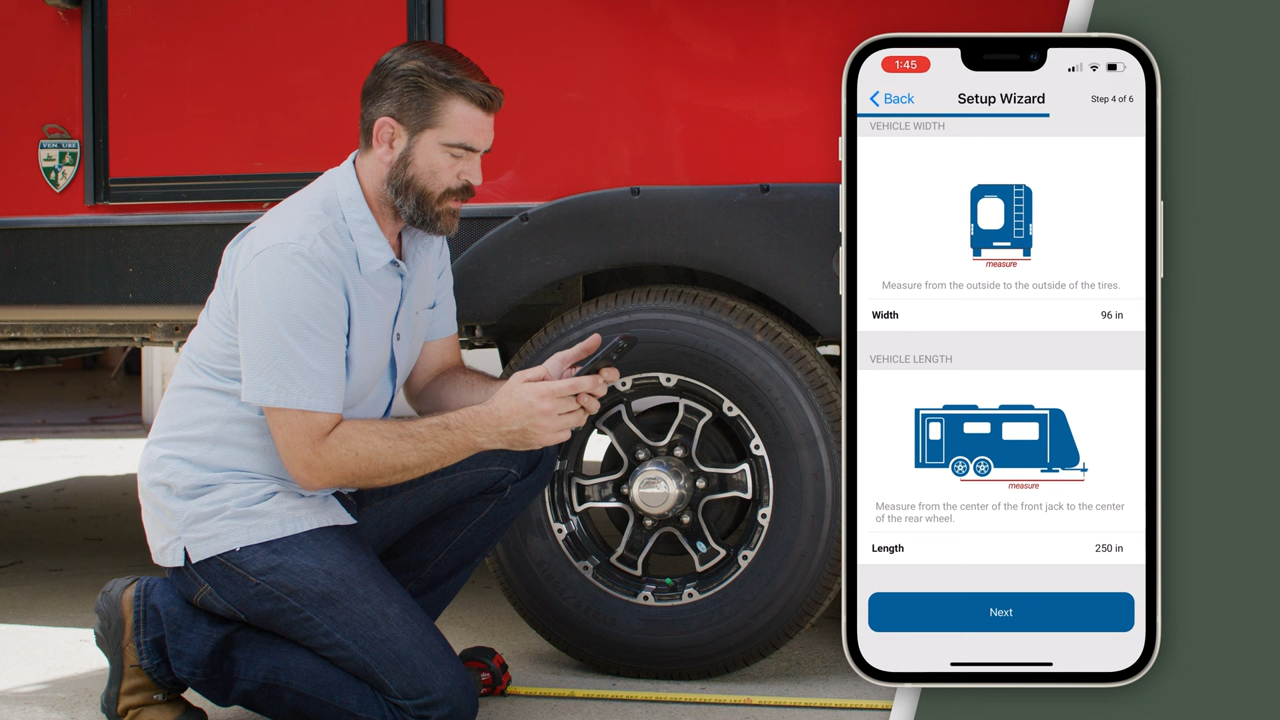 VENTURE
1:45
Back
Setup Wizard
Step 4 of 6
VEHICLE WIDTH
measure
Measure from the outside to the outside of the tires.
Width
96 in
VEHICLE LENGTH
measure
Measure from the center of the front jack to the center
of the rear wheel.
Length
250 in
Next